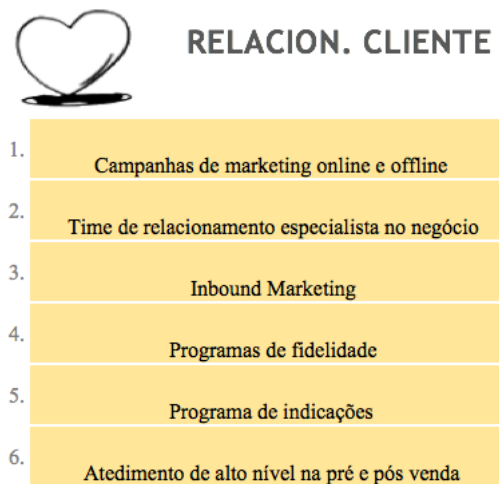 RELACION. CLIENTE
1. Campanhas de marketing online e offline
2. Time de relacionamento especialista no negócio
3. Inbound Marketing
4. Programas de fidelidade
5. Programa de indicações
6. Atedimento de alto nível na pré e pós venda